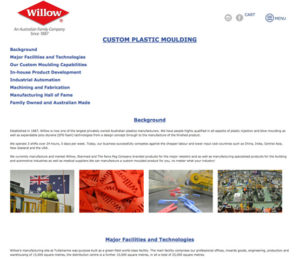 Willow
An Australian Family Company
Since 1887
CART
MENU
CUSTOM PLASTIC MOULDING
Background
Major Facilities and Technologies
Our Custom Moulding Capabilities
In-House Product Development
Industrial Automation
Machining and Fabrication
Manufacturing Hall of Fame
Family Owned and Australian Made
Background
Established in 1887, Willow is now one of the largest privately owned Australian plastics manufacturers. We have people highly qualified in all aspects of plastic injection and blow moulding as
well as expandable poly styrene (EPS foam) technologies from a design concept through to the manufacture of the finished product.
We operate 3 shifts over 24 hours, 5 days per week. Today, our business successfully competes against the cheaper labour and lower input cost countries such as China, India, Central Asia,
New Zealand and the USA.
We currently manufacture and market Willow, Starmaid and The Swiss Peg Company branded products for the major retailers and as well as manufacturing specialized products for the building
and automotive industries as well as medical suppliers. We can manufacture a custom moulded product for you, no matter what your industry!
Major Facilities and Technologies
Willow's manufacturing site at Tullamarine was purpose built as a green-field world class facility. The main facility comprises our professional offices, inwards goods, engineering, production and
warehousing of 15,000 square metres, the distribution centre is a further 10,000 square metres, in all a total of 25,000 square metres.